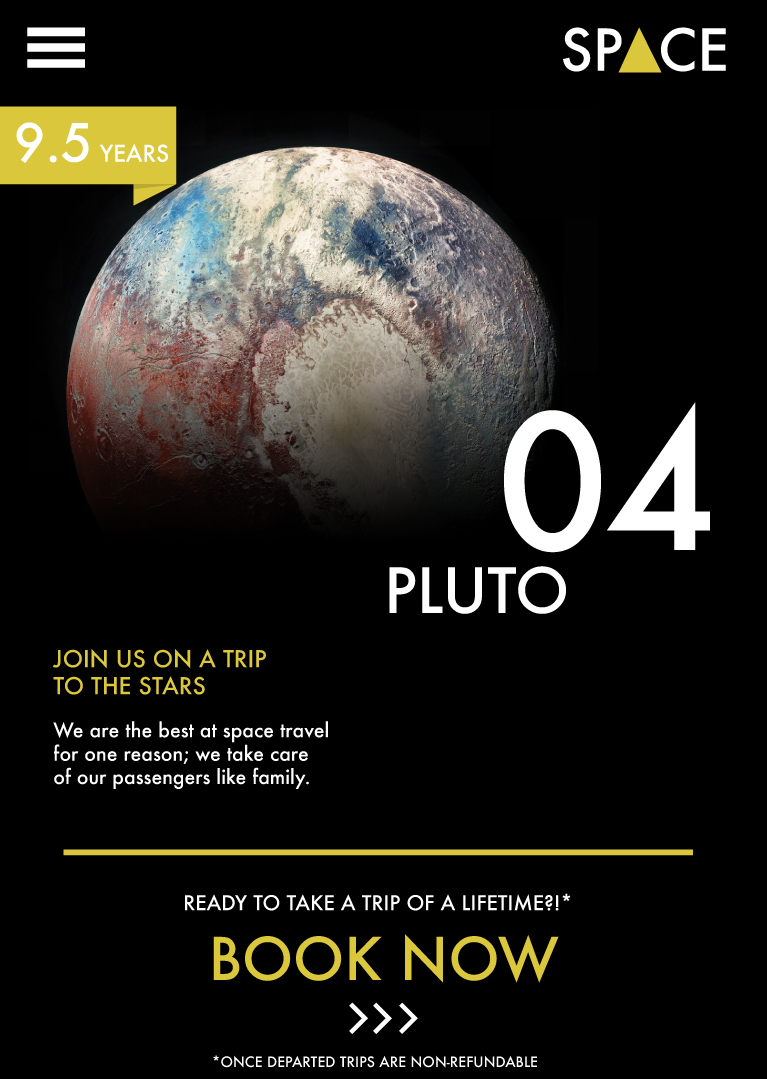 SPACE
9.5 YEARS
04
PLUTO
JOIN US ON A TRIP
TO THE STARS
We are the best at space travel
for one reason; we take care
of our passengers like family.
READY TO TAKE A TRIP OF A LIFETIME?!*
BOOK NOW
*ONCE DEPARTED TRIPS ARE NON-REFUNDABLE